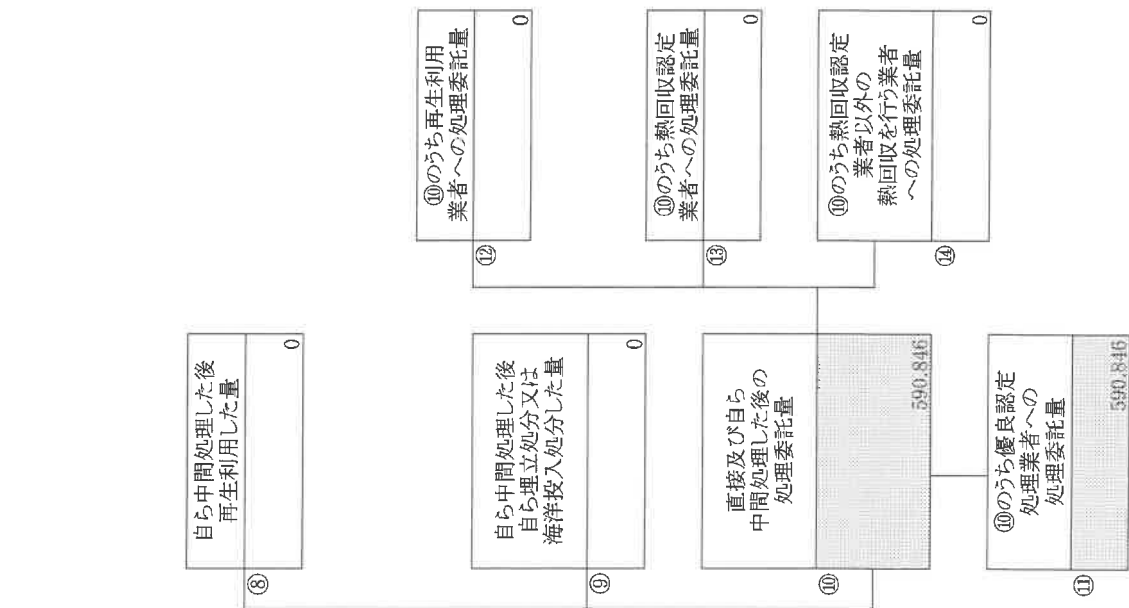 ⑧
自ら中間処理した後
再生利用した量
0
⑨
自ら中間処理した後
自ら埋立処分又は
海洋投入処分した量
0
⑩
直接及び自ら
中間処理した後の
処理委託量
590.846
⑪
⑩のうち優良認定
処理業者への
処理委託量
590.846
⑫
⑩のうち再生利用
業者への処理委託量
0
⑬
⑩のうち熱回収認定
業者への処理委託量
0
⑭
⑩のうち熱回収認定
業者以外の
熱回収を行う業者
への処理委託量
0